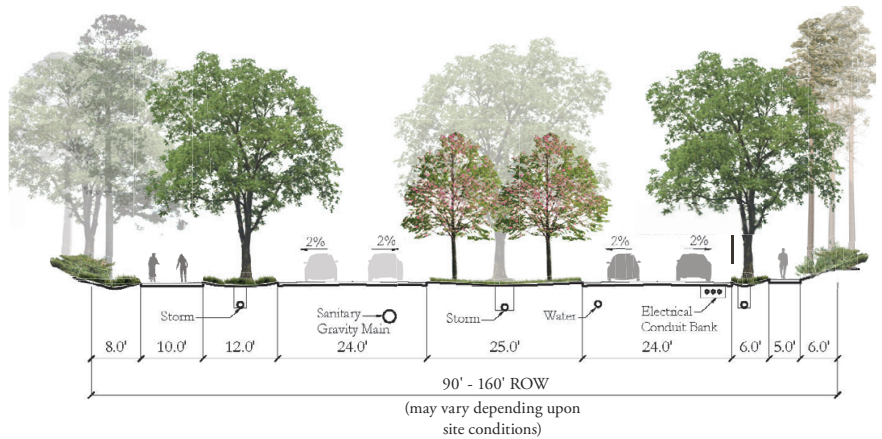 2% 2% 2% 2%
Storm
Sanitary
Gravity Main
Storm
Water
Electrical
Conduit Bank
8.0' 10.0' 12.0' 24.0' 25.0' 24.0' 6.0' 5.0' 6.0'
90' - 160' ROW
(may vary depending upon
site conditions)